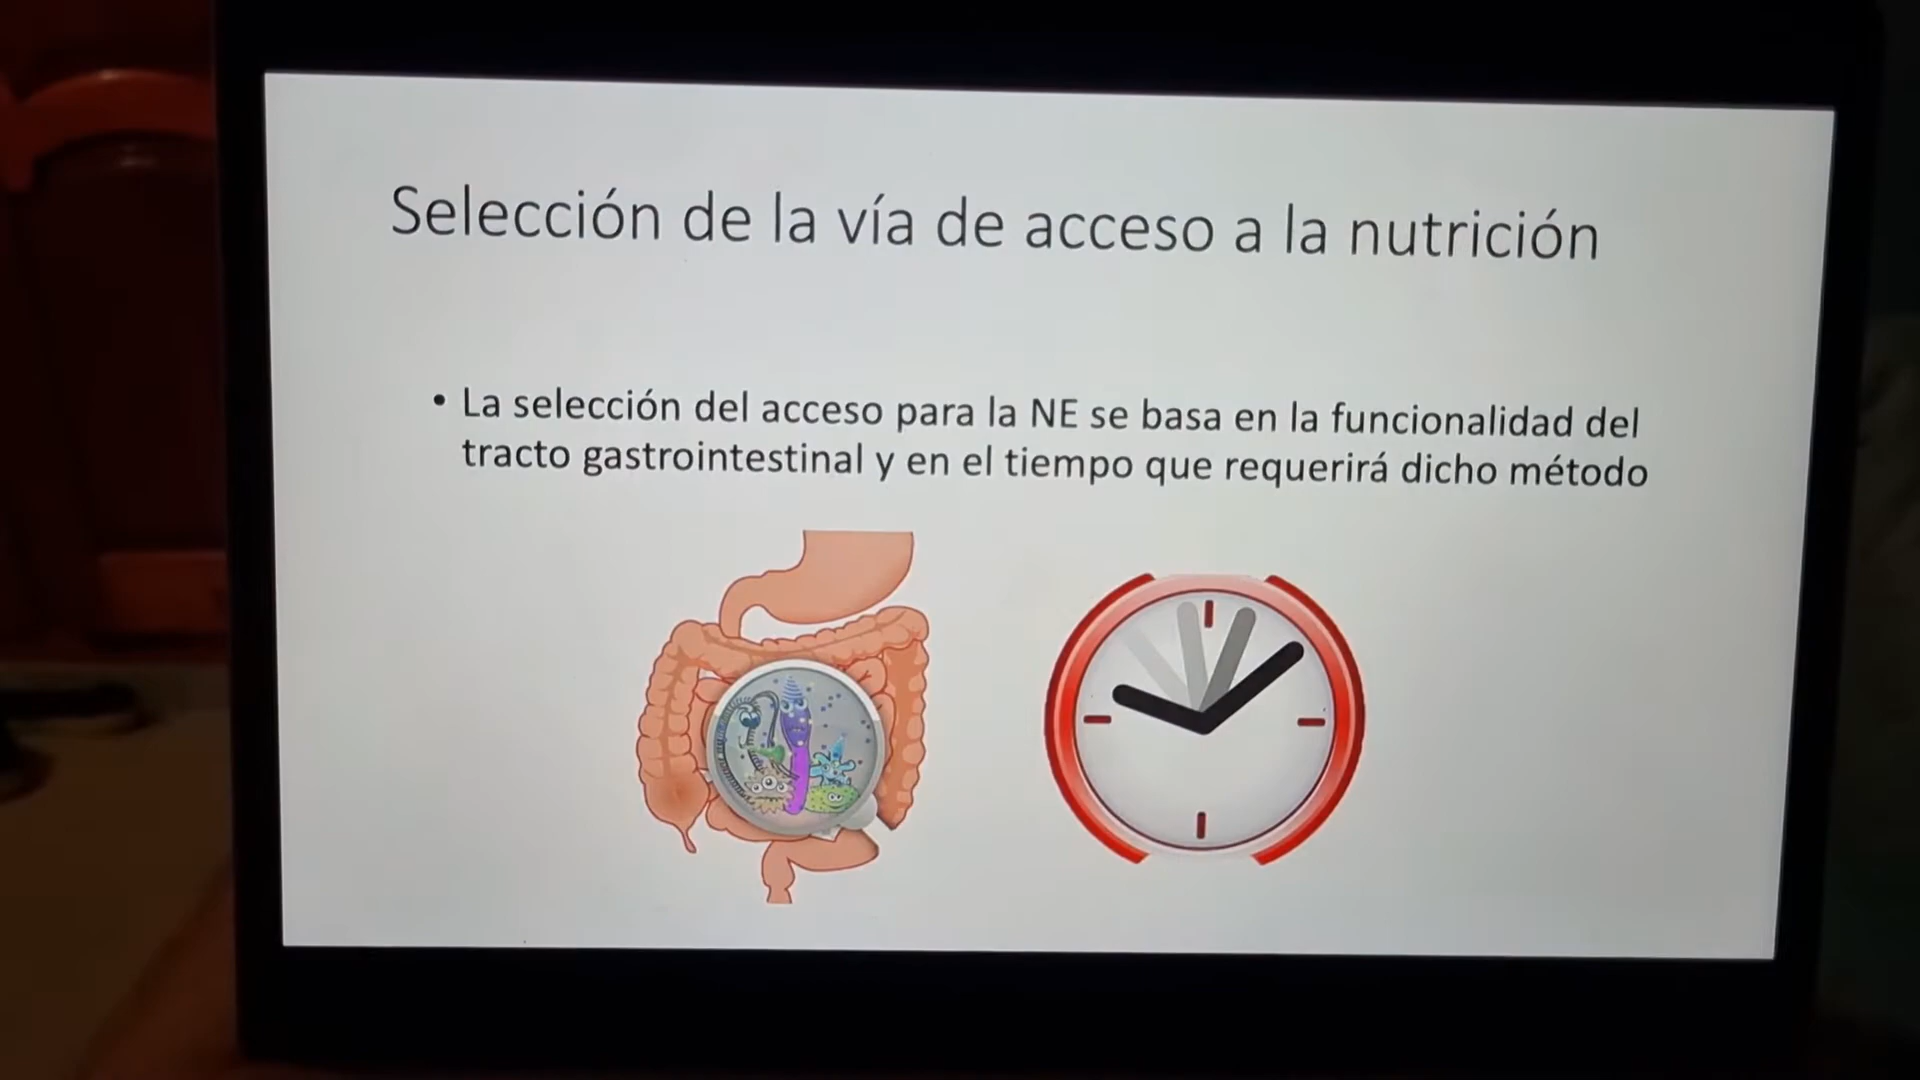 Selección de la vía de acceso a la nutrición
• La selección del acceso para la NE se basa en la funcionalidad del
tracto gastrointestinal y en el tiempo que requerirá dicho método